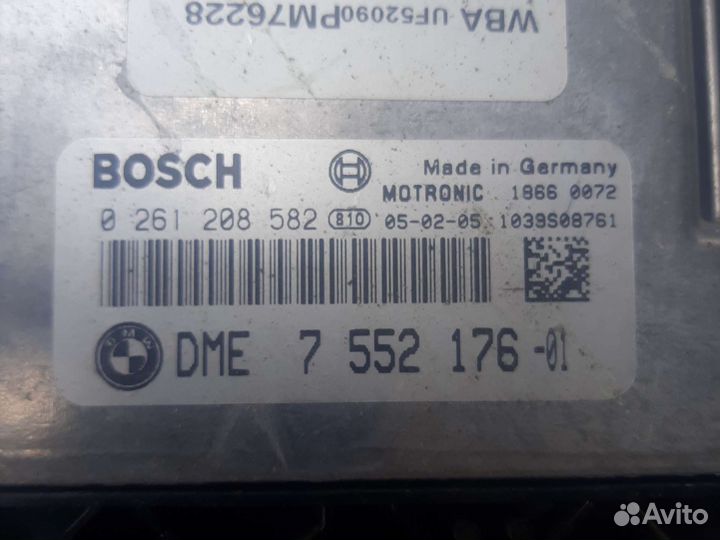 WBA UF52090PM76228
BOSCH
Made in Germany
MOTRONIC 1866 0072
0 261 208 582 810 05-02-05 1039S08761
BMW DME 7 552 176-01
Avito